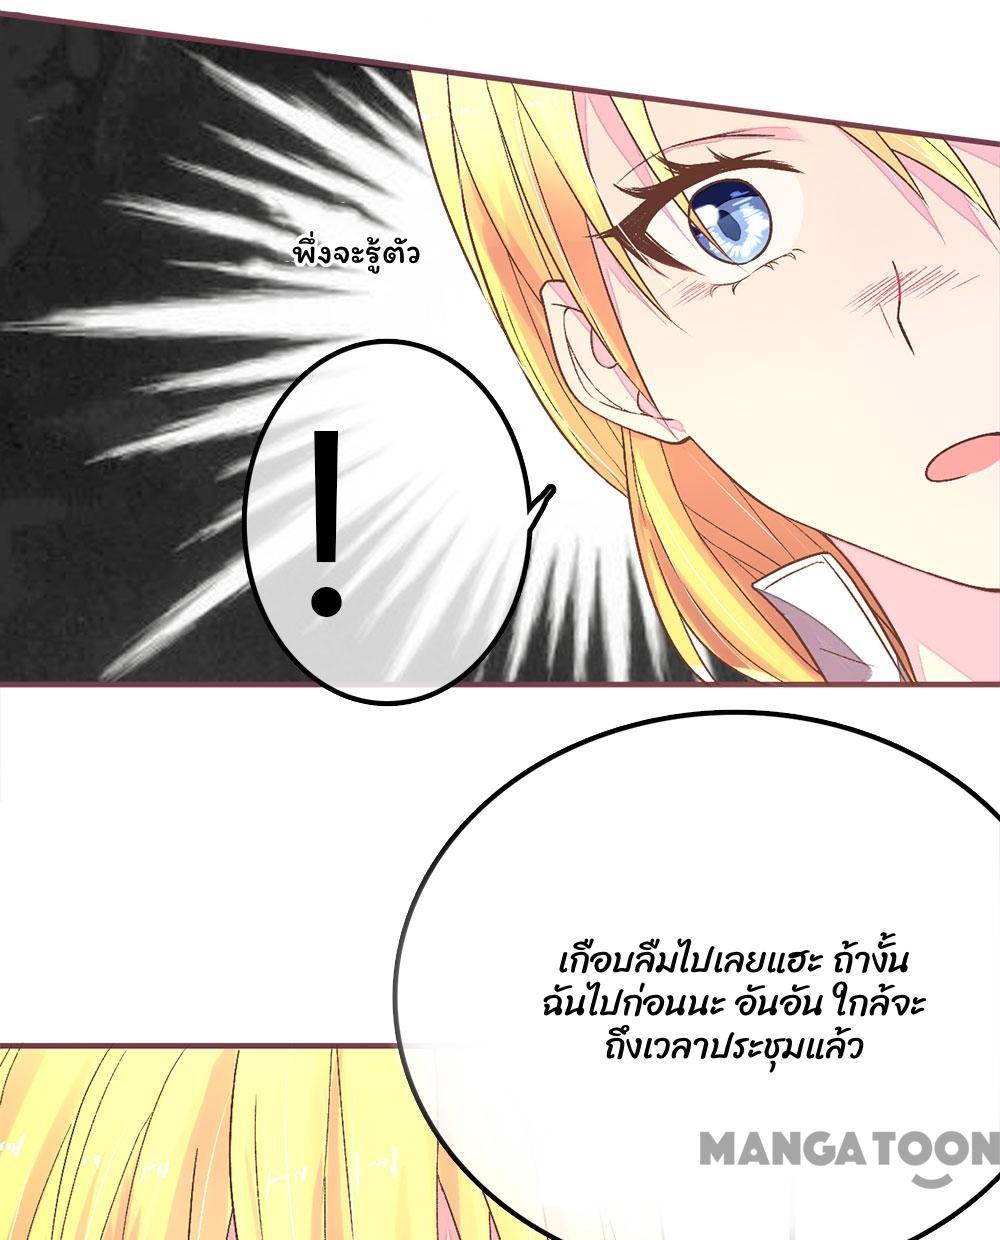 พึ่งจะรู้ตัว
!
เกือบลืมไปเลยแฮะ ถ้างั้น
ฉันไปก่อนนะ อันอัน ใกล้จะ
ถึงเวลาประชุมแล้ว
MANGATOON